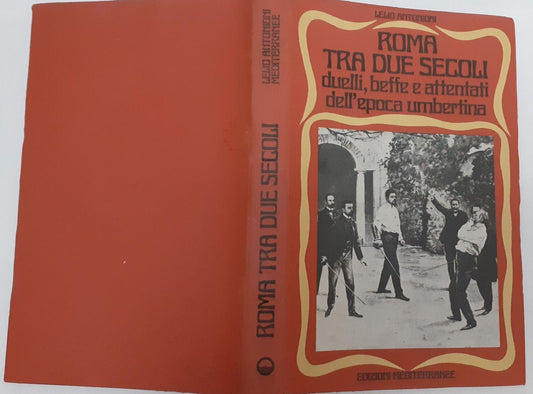 LELIO ANTONIONI
ROMA
TRA DUE SECOLI
duelli, beffe e attentati
dell'epoca umbertina
EDIZIONI MEDITERRANEE
LELIO ANTONIONI
MEDITERRANEE
ROMA TRA DUE SECOLI